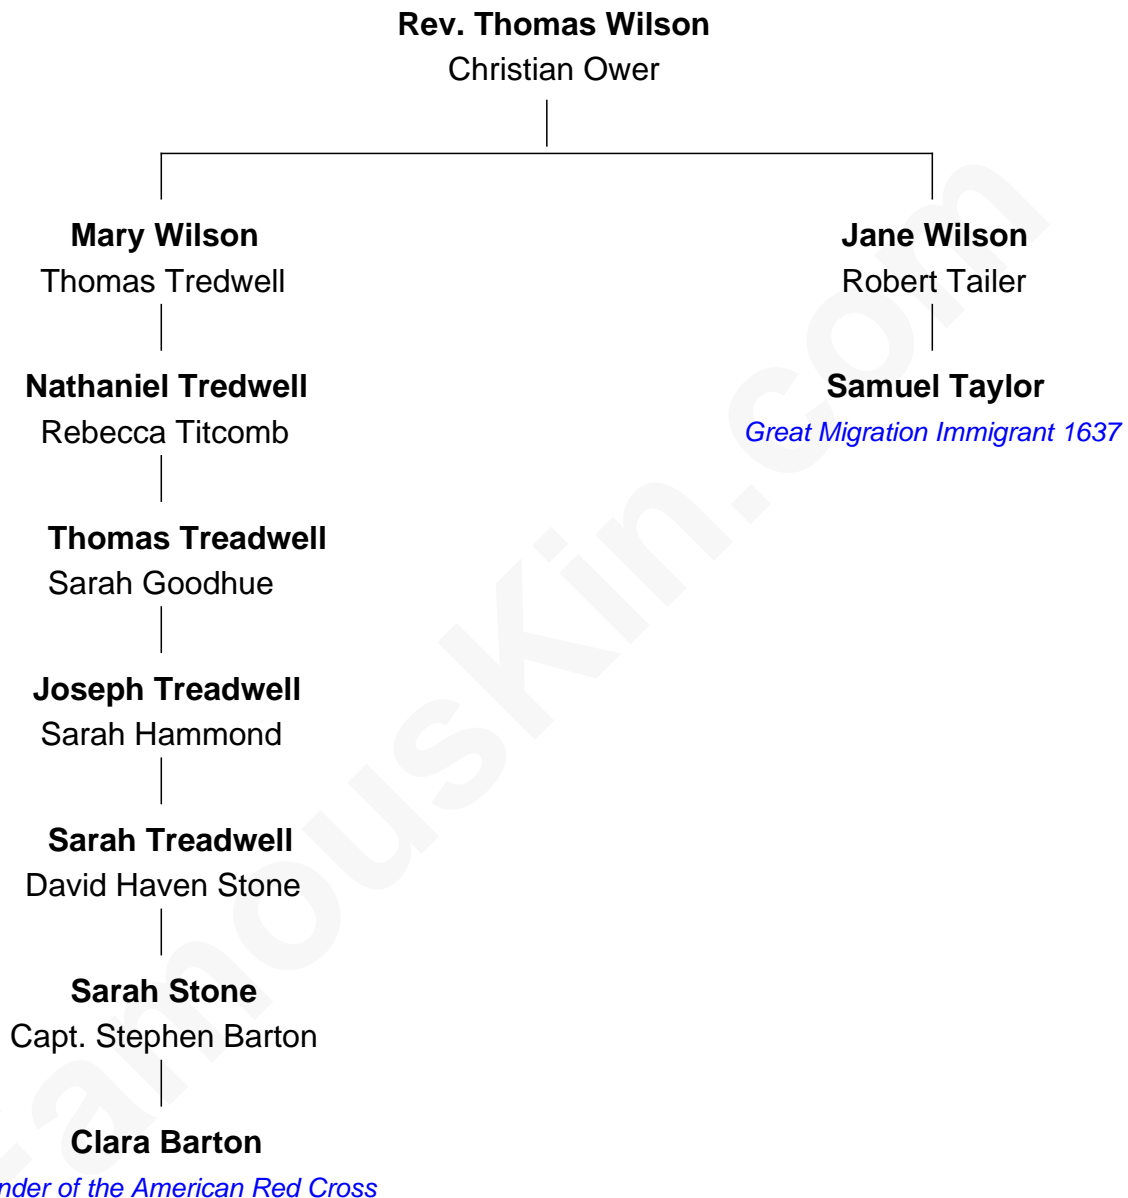 Rev. Thomas Wilson
Christian Ower
Mary Wilson
Thomas Tredwell
Jane Wilson
Robert Tailer
Nathaniel Tredwell
Rebecca Titcomb
Samuel Taylor
Great Migration Immigrant 1637
Thomas Treadwell
Sarah Goodhue
Joseph Treadwell
Sarah Hammond
Sarah Treadwell
David Haven Stone
Sarah Stone
Capt. Stephen Barton
Clara Barton
of the American Red Cross